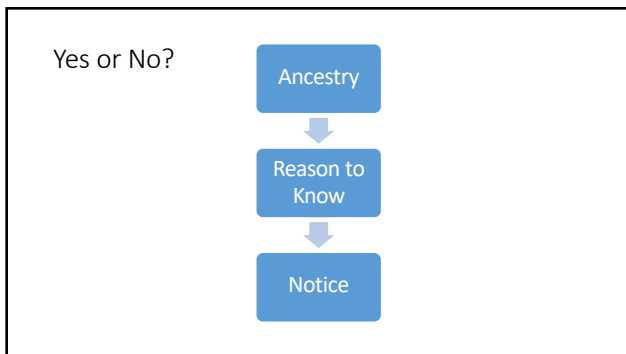 Yes or No?
Ancestry
Reason to
Know
Notice